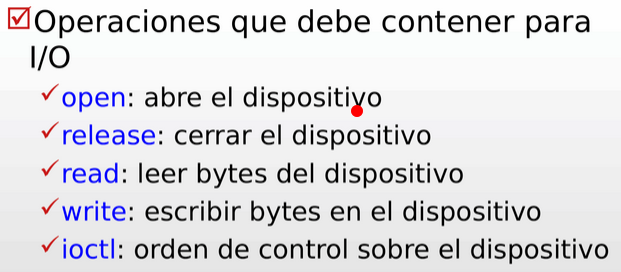 Operaciones que debe contener para
I/O
open: abre el dispositivo
release: cerrar el dispositivo
read: leer bytes del dispositivo
write: escribir bytes en el dispositivo
ioctl: orden de control sobre el dispositivo